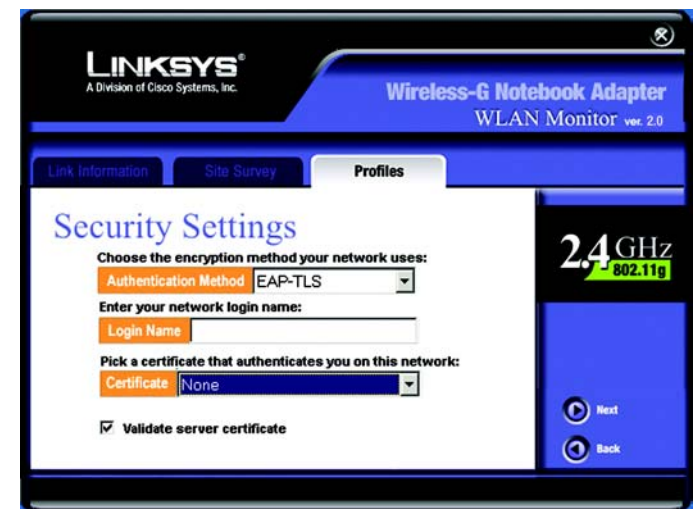 LINKSYS®
A Division of Cisco Systems, Inc.
Wireless-G Notebook Adapter
WLAN Monitor ver. 2.0
Link Information Site Survey Profiles
Security Settings
Choose the encryption method your network uses:
Authentication Method EAP-TLS
Enter your network login name:
Login Name
Pick a certificate that authenticates you on this network:
Certificate None
Validate server certificate
2.4 GHz
802.11g
Next
Back